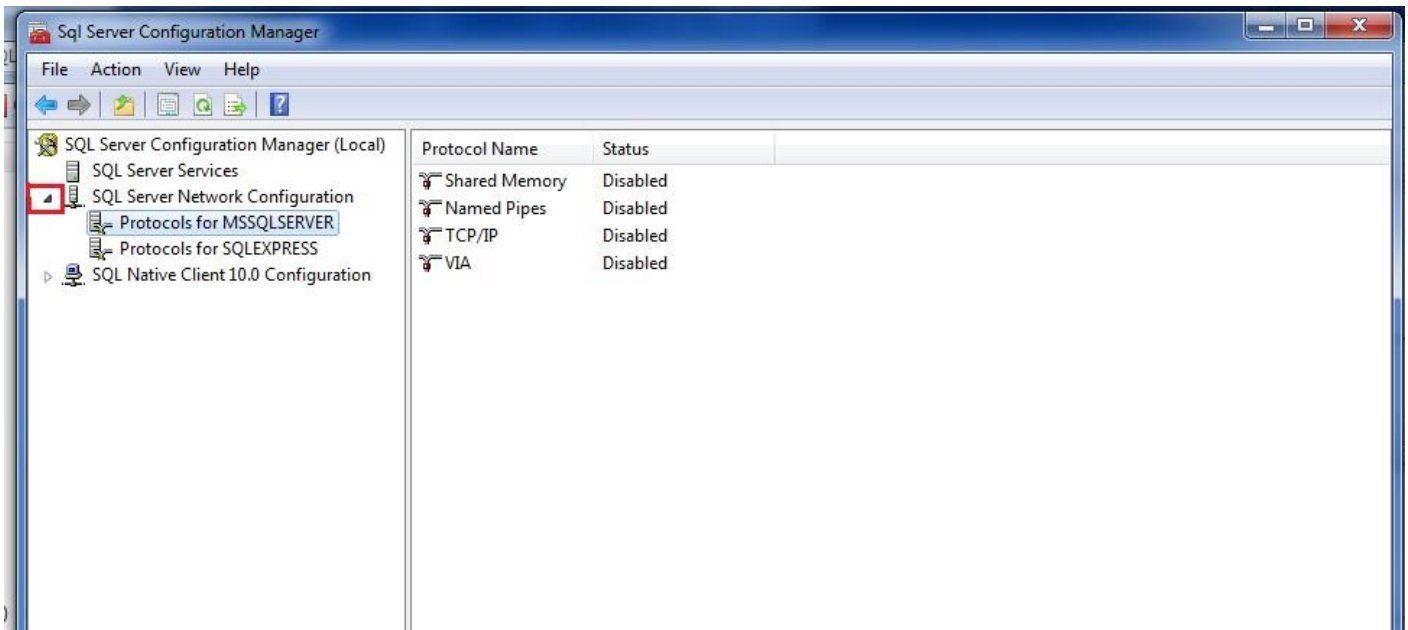 Sql Server Configuration Manager
File Action View Help
SQL Server Configuration Manager (Local)
SQL Server Services
SQL Server Network Configuration
Protocols for MSSQLSERVER
Protocols for SQLEXPRESS
SQL Native Client 10.0 Configuration
Protocol Name Status
Shared Memory Disabled
Named Pipes Disabled
TCP/IP Disabled
VIA Disabled